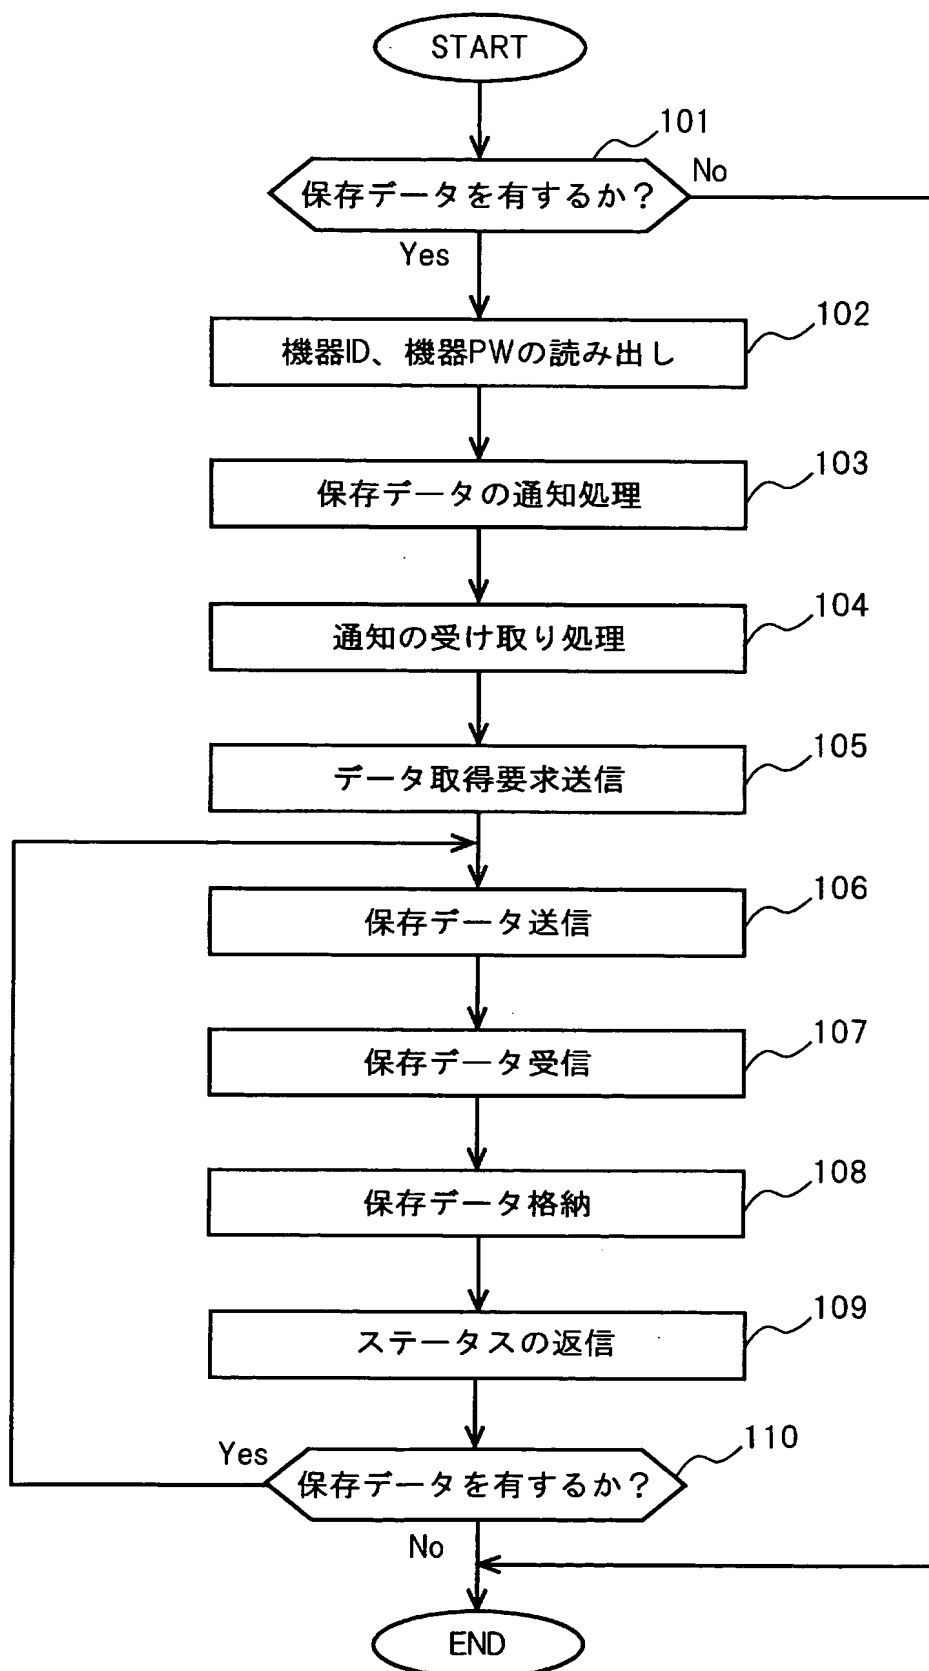 START
101
保存データを有するか？
No
Yes
102
機器ID、機器PWの読み出し
103
保存データの通知処理
104
通知の受け取り処理
105
データ取得要求送信
106
保存データ送信
107
保存データ受信
108
保存データ格納
109
ステータスの返信
110
Yes
保存データを有するか？
No
END